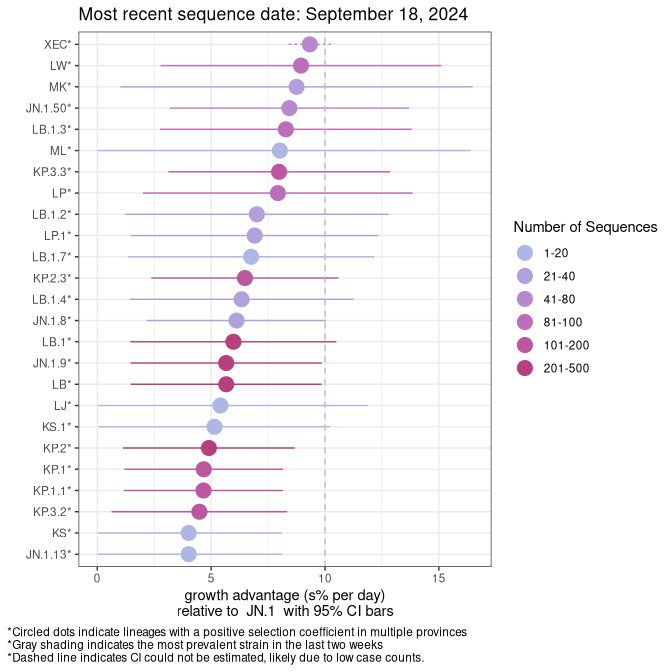 Most recent sequence date: September 18, 2024
XEC*
LW*
MK*
JN.1.50*
LB.1.3*
ML*
KP.3.3*
LP*
LB.1.2*
LP.1*
LB.1.7*
KP.2.3*
LB.1.4*
JN.1.8*
LB.1*
JN.1.9*
LB*
LJ*
KS.1*
KP.2*
KP.1*
KP.1.1*
KP.3.2*
KS*
JN.1.13*
0 5 10 15
growth advantage (s% per day)
relative to JN.1 with 95% CI bars
Number of Sequences
1-20
21-40
41-80
81-100
101-200
201-500
*Circled dots indicate lineages with a positive selection coefficient in multiple provinces
*Gray shading indicates the most prevalent strain in the last two weeks
*Dashed line indicates CI could not be estimated, likely due to low case counts.